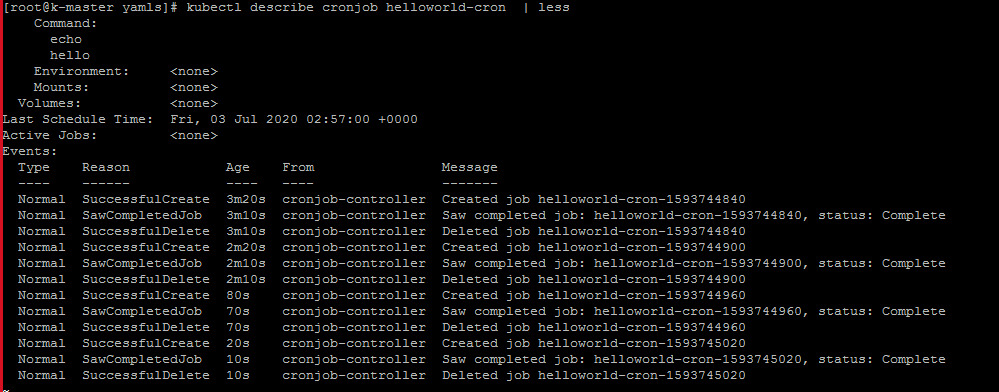 [root@k-master yamls]# kubectl describe cronjob helloworld-cron  | less
    Command:
      echo
      hello
    Environment:     <none>
    Mounts:          <none>
  Volumes:           <none>
Last Schedule Time:  Fri, 03 Jul 2020 02:57:00 +0000
Active Jobs:         <none>
Events:
  Type    Reason            Age    From                Message
  ----    ------            ----   ----                -------
  Normal  SuccessfulCreate  3m20s  cronjob-controller  Created job helloworld-cron-1593744840
  Normal  SawCompletedJob   3m10s  cronjob-controller  Saw completed job: helloworld-cron-1593744840, status: Complete
  Normal  SuccessfulDelete  3m10s  cronjob-controller  Deleted job helloworld-cron-1593744840
  Normal  SuccessfulCreate  2m20s  cronjob-controller  Created job helloworld-cron-1593744900
  Normal  SawCompletedJob   2m10s  cronjob-controller  Saw completed job: helloworld-cron-1593744900, status: Complete
  Normal  SuccessfulDelete  2m10s  cronjob-controller  Deleted job helloworld-cron-1593744900
  Normal  SuccessfulCreate  80s    cronjob-controller  Created job helloworld-cron-1593744960
  Normal  SawCompletedJob   70s    cronjob-controller  Saw completed job: helloworld-cron-1593744960, status: Complete
  Normal  SuccessfulDelete  70s    cronjob-controller  Deleted job helloworld-cron-1593744960
  Normal  SuccessfulCreate  20s    cronjob-controller  Created job helloworld-cron-1593745020
  Normal  SawCompletedJob   10s    cronjob-controller  Saw completed job: helloworld-cron-1593745020, status: Complete
  Normal  SuccessfulDelete  10s    cronjob-controller  Deleted job helloworld-cron-1593745020
~